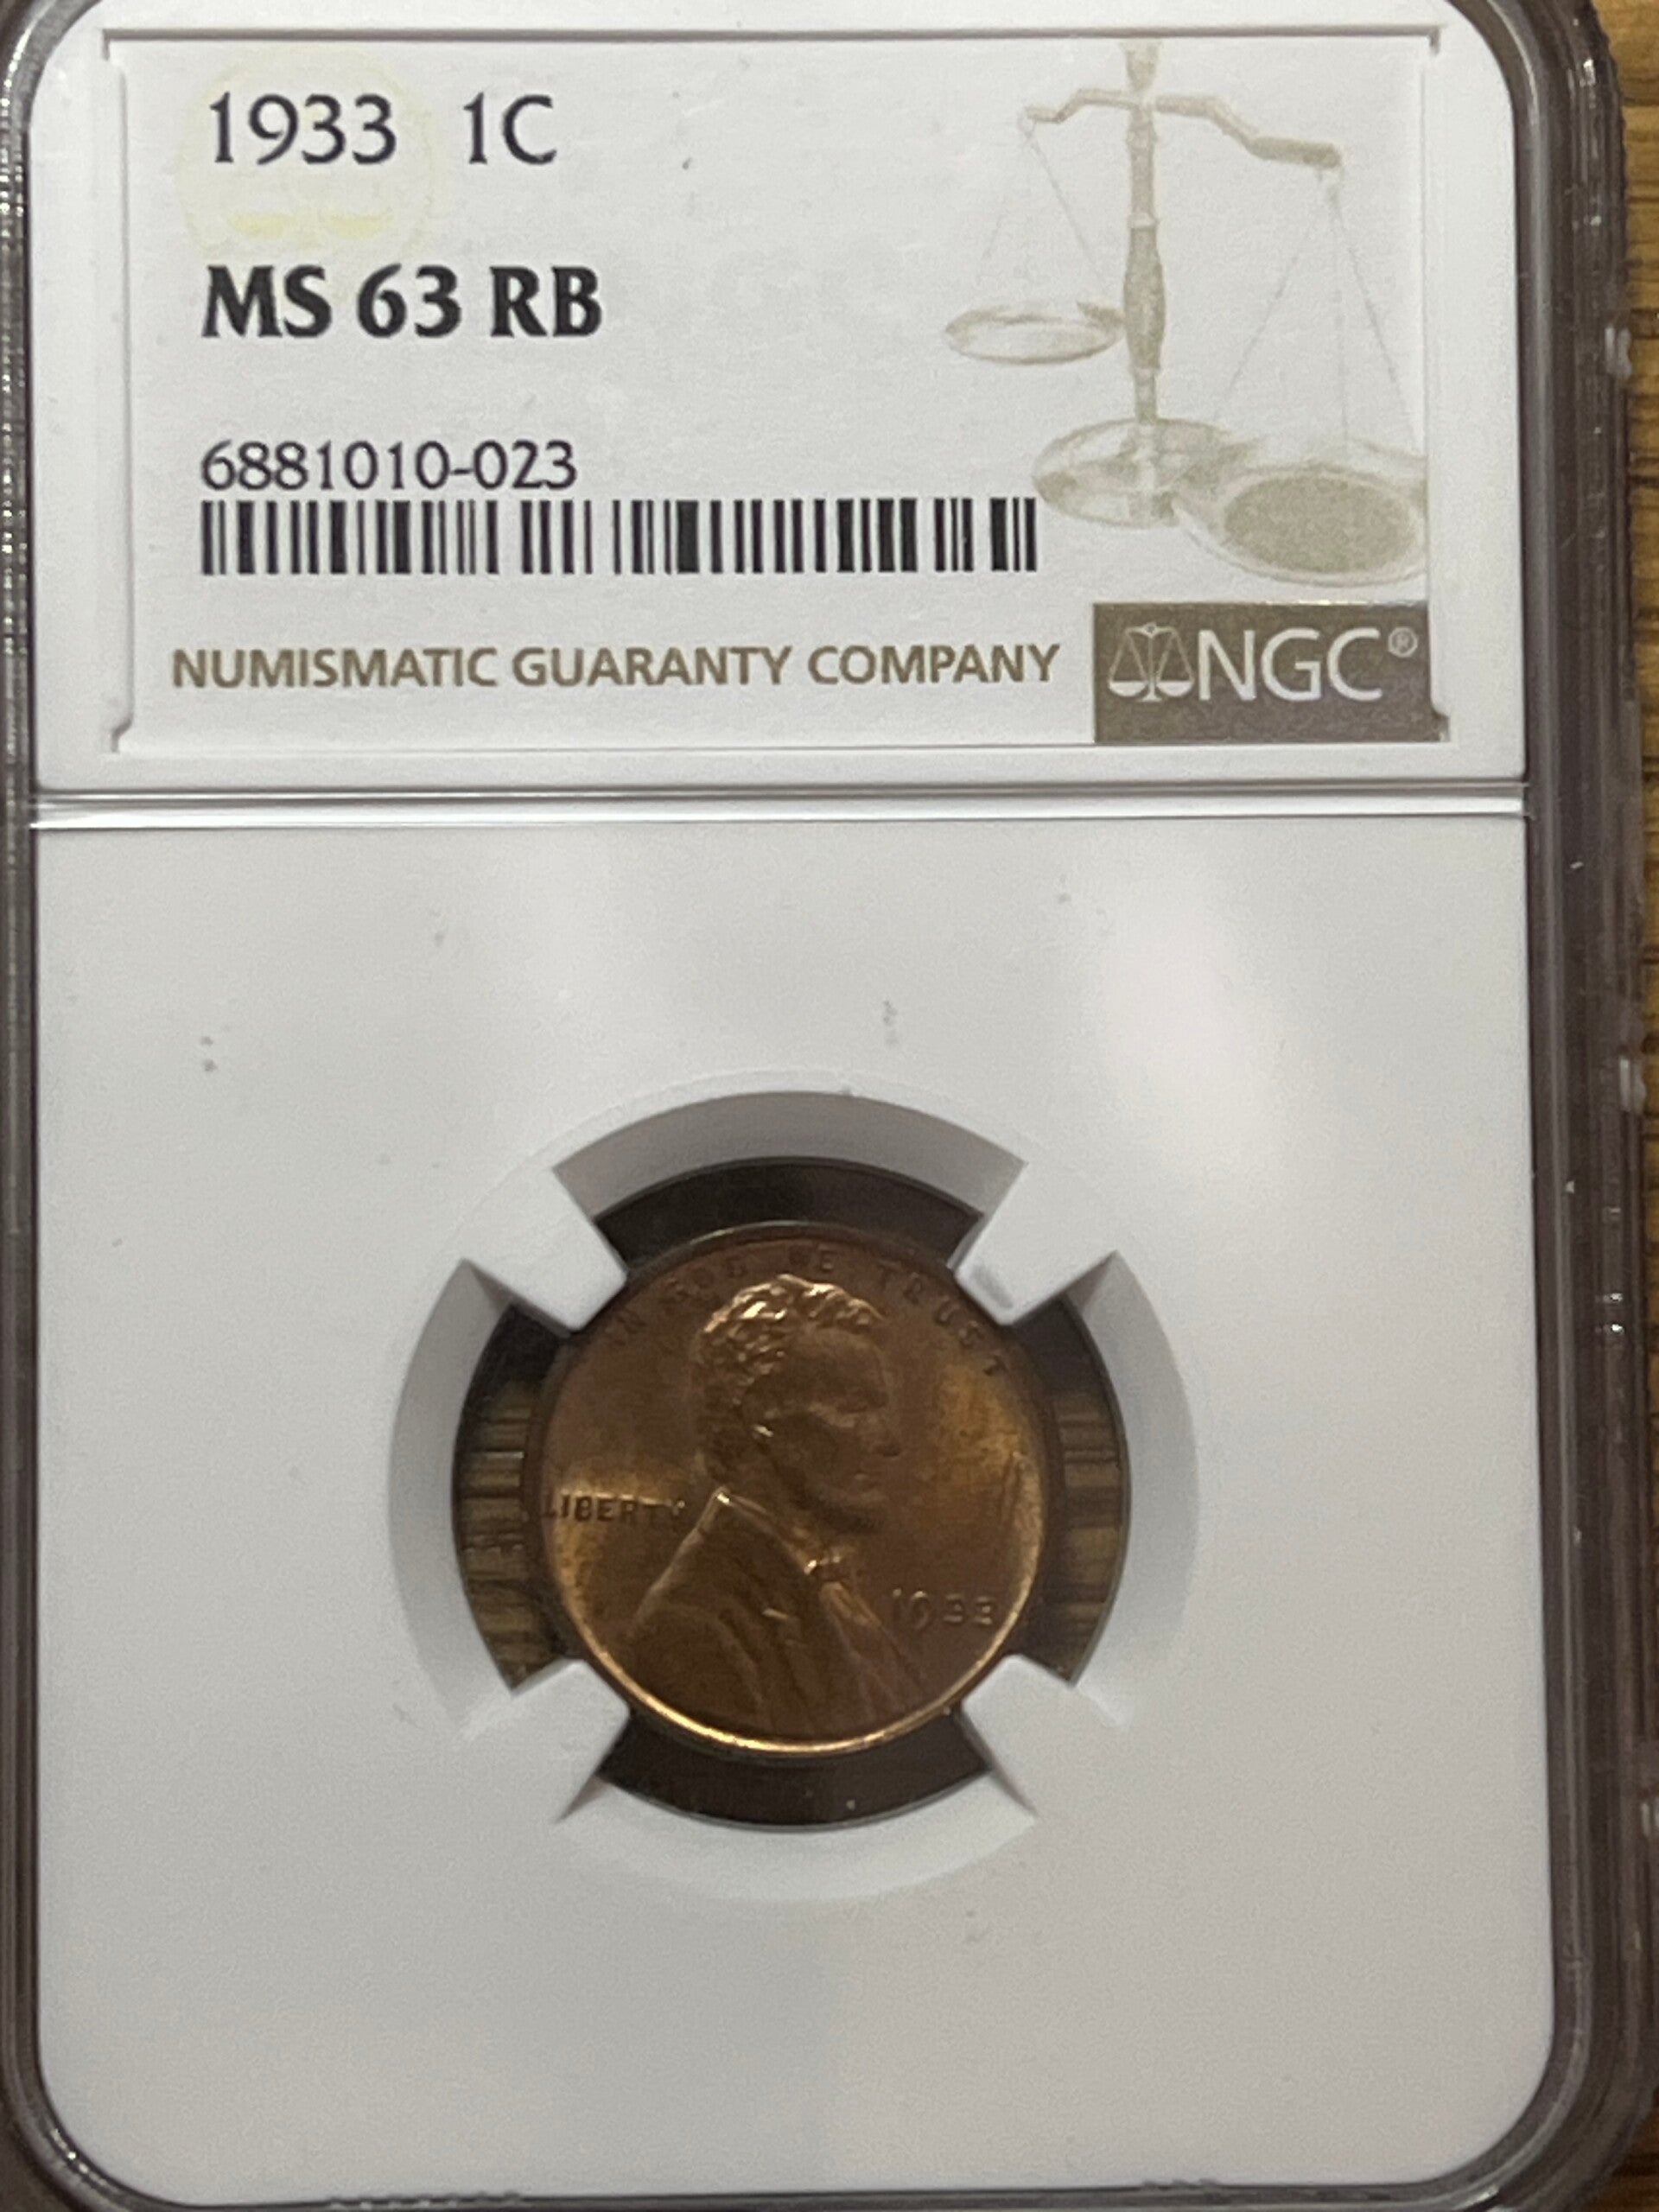 1933 1C
MS 63 RB
6881010-023
NUMISMATIC GUARANTY COMPANY NGC®
IN GOD WE TRUST
LIBERTY
1933